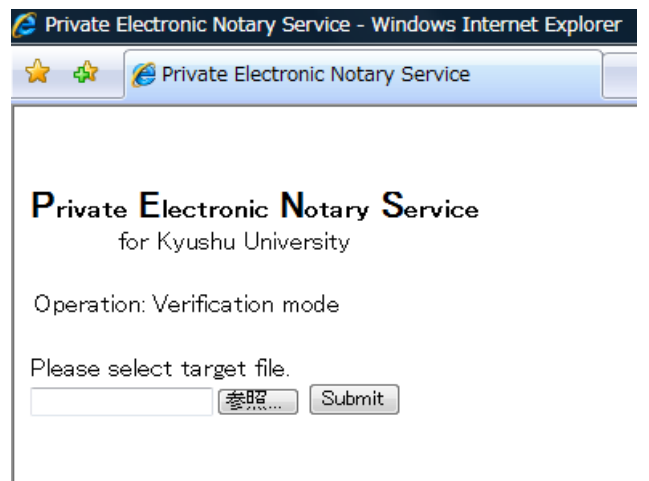 Private Electronic Notary Service - Windows Internet Explorer
Private Electronic Notary Service
Private Electronic Notary Service
for Kyushu University
Operation: Verification mode
Please select target file.
参照... Submit